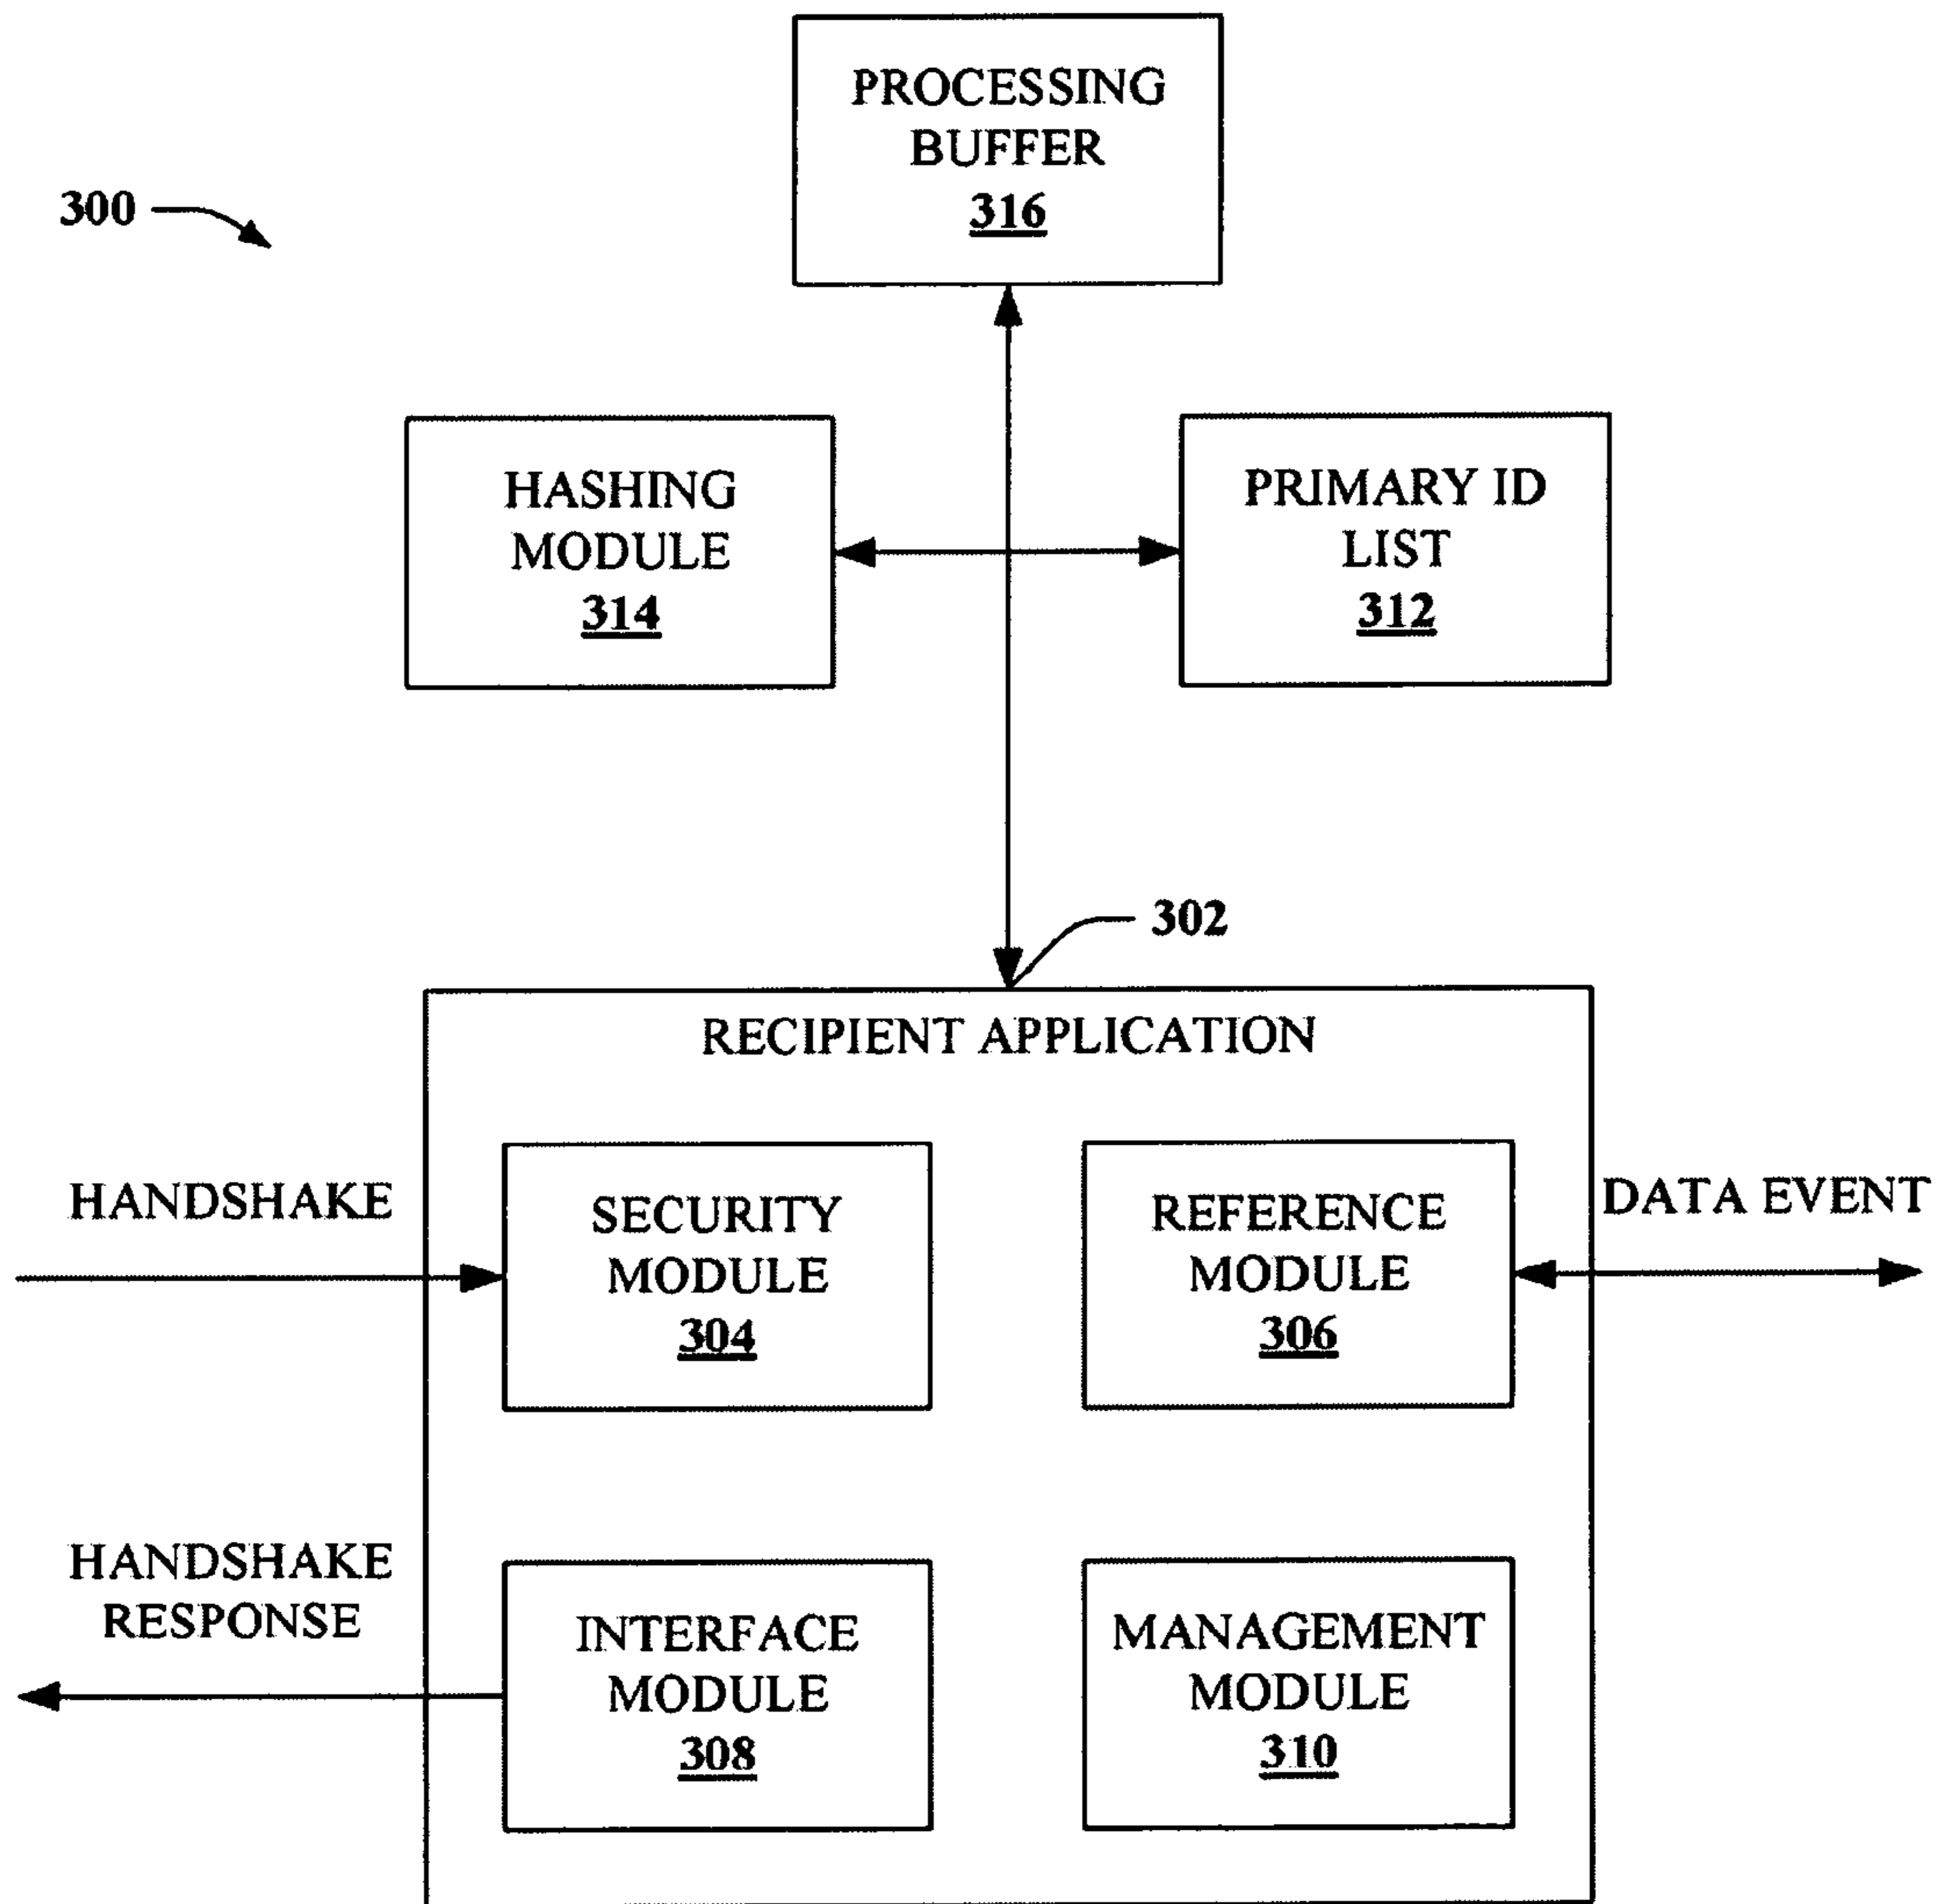 PROCESSING
BUFFER
316
300
HASHING
MODULE
314
PRIMARY ID
LIST
312
302
RECIPIENT APPLICATION
HANDSHAKE
SECURITY
MODULE
304
REFERENCE
MODULE
306
DATA EVENT
HANDSHAKE
RESPONSE
INTERFACE
MODULE
308
MANAGEMENT
MODULE
310